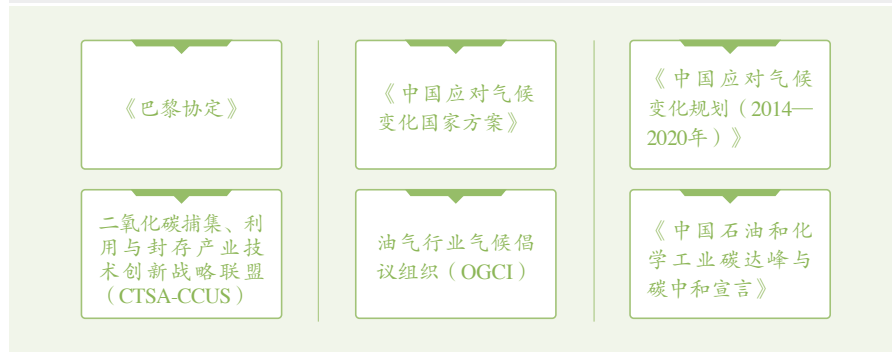 《巴黎协定》
《中国应对气候
变化国家方案》
《中国应对气候
变化规划（2014—
2020年）》
二氧化碳捕集、利
用与封存产业技
术创新战略联盟
（CTSA-CCUS）
油气行业气候倡
议组织（OGCI）
《中国石油和化
学工业碳达峰与
碳中和宣言》